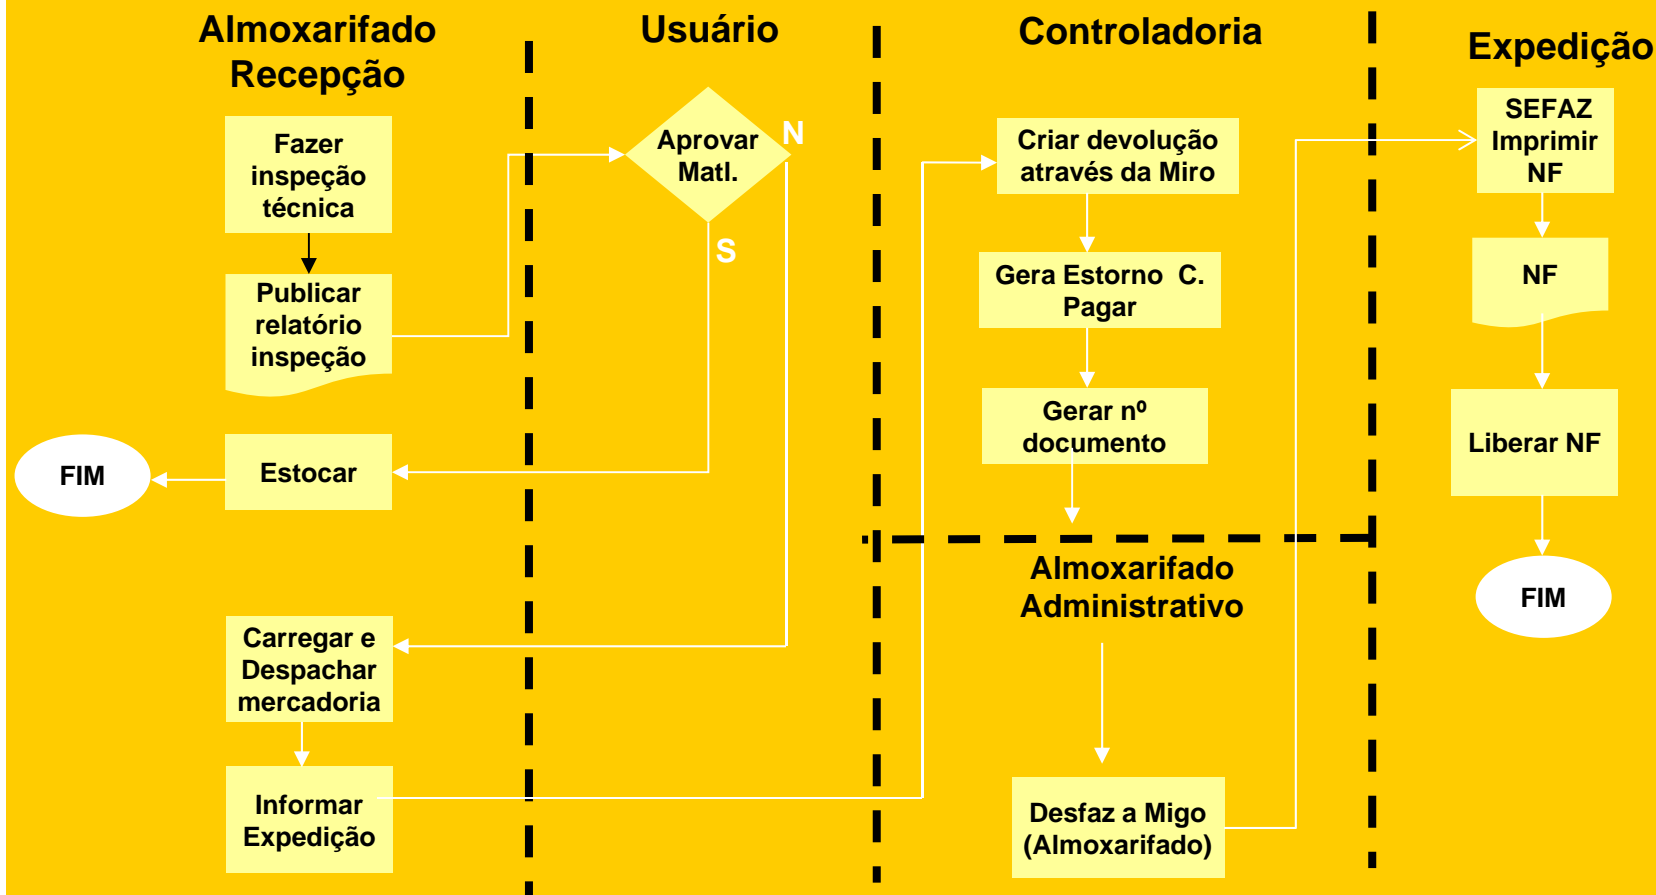 Almoxarifado
Recepção
Usuário
Controladoria
Expedição
Fazer
inspeção
técnica
Publicar
relatório
inspeção
Estocar
FIM
Carregar e
Despachar
mercadoria
Informar
Expedição
Aprovar
Matl.
N
S
Criar devolução
através da Miro
Gera Estorno C.
Pagar
Gerar nº
documento
Almoxarifado
Administrativo
Desfaz a Migo
(Almoxarifado)
SEFAZ
Imprimir
NF
NF
Liberar NF
FIM